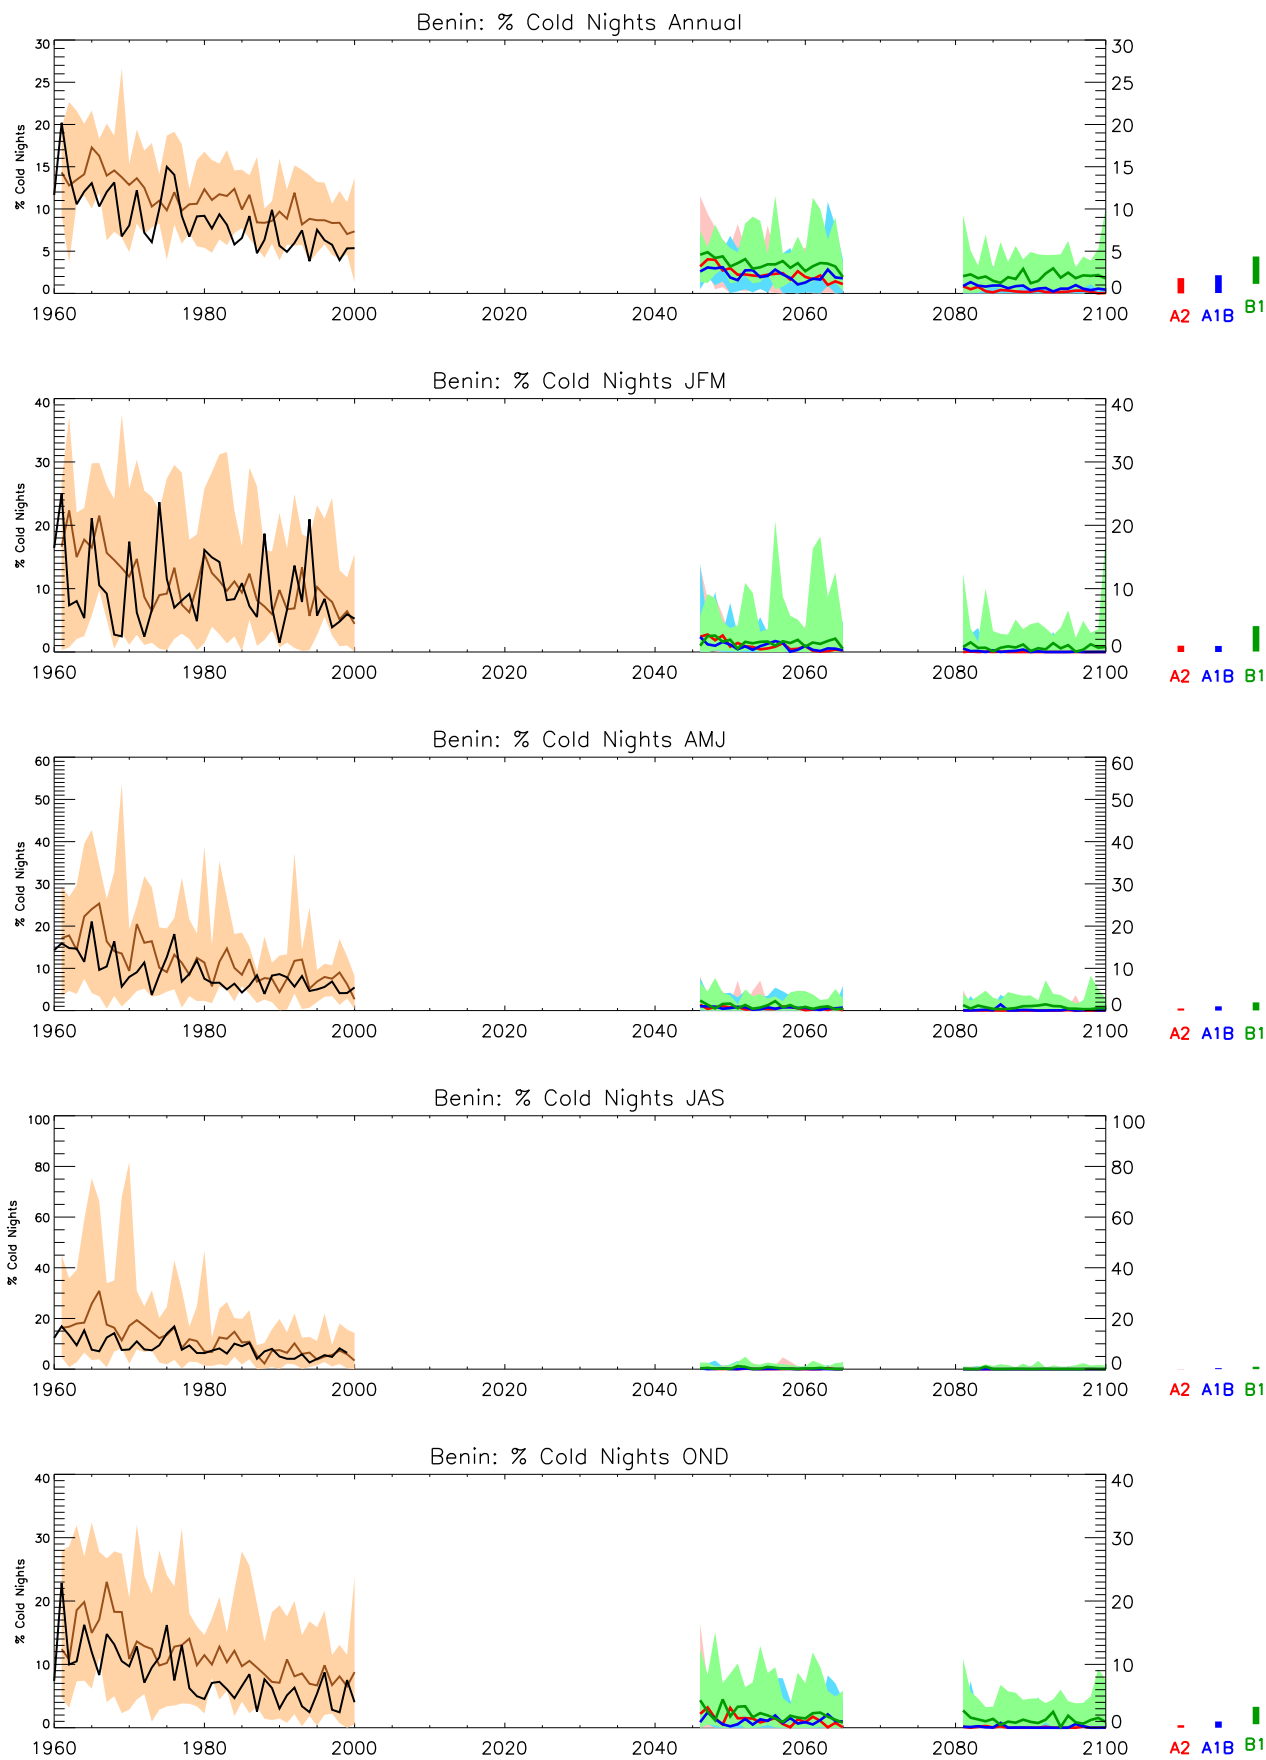 Benin: % Cold Nights Annual
30 30
25 25
20 20
15 15
10 10
5 5
0 0
% Cold Nights
1960 1980 2000 2020 2040 2060 2080 2100
A2 A1B B1
Benin: % Cold Nights JFM
40 40
30 30
20 20
10 10
0 0
% Cold Nights
1960 1980 2000 2020 2040 2060 2080 2100
A2 A1B B1
Benin: % Cold Nights AMJ
60 60
50 50
40 40
30 30
20 20
10 10
0 0
% Cold Nights
1960 1980 2000 2020 2040 2060 2080 2100
A2 A1B B1
Benin: % Cold Nights JAS
100 100
80 80
60 60
40 40
20 20
0 0
% Cold Nights
1960 1980 2000 2020 2040 2060 2080 2100
A2 A1B B1
Benin: % Cold Nights OND
40 40
30 30
20 20
10 10
0 0
% Cold Nights
1960 1980 2000 2020 2040 2060 2080 2100
A2 A1B B1